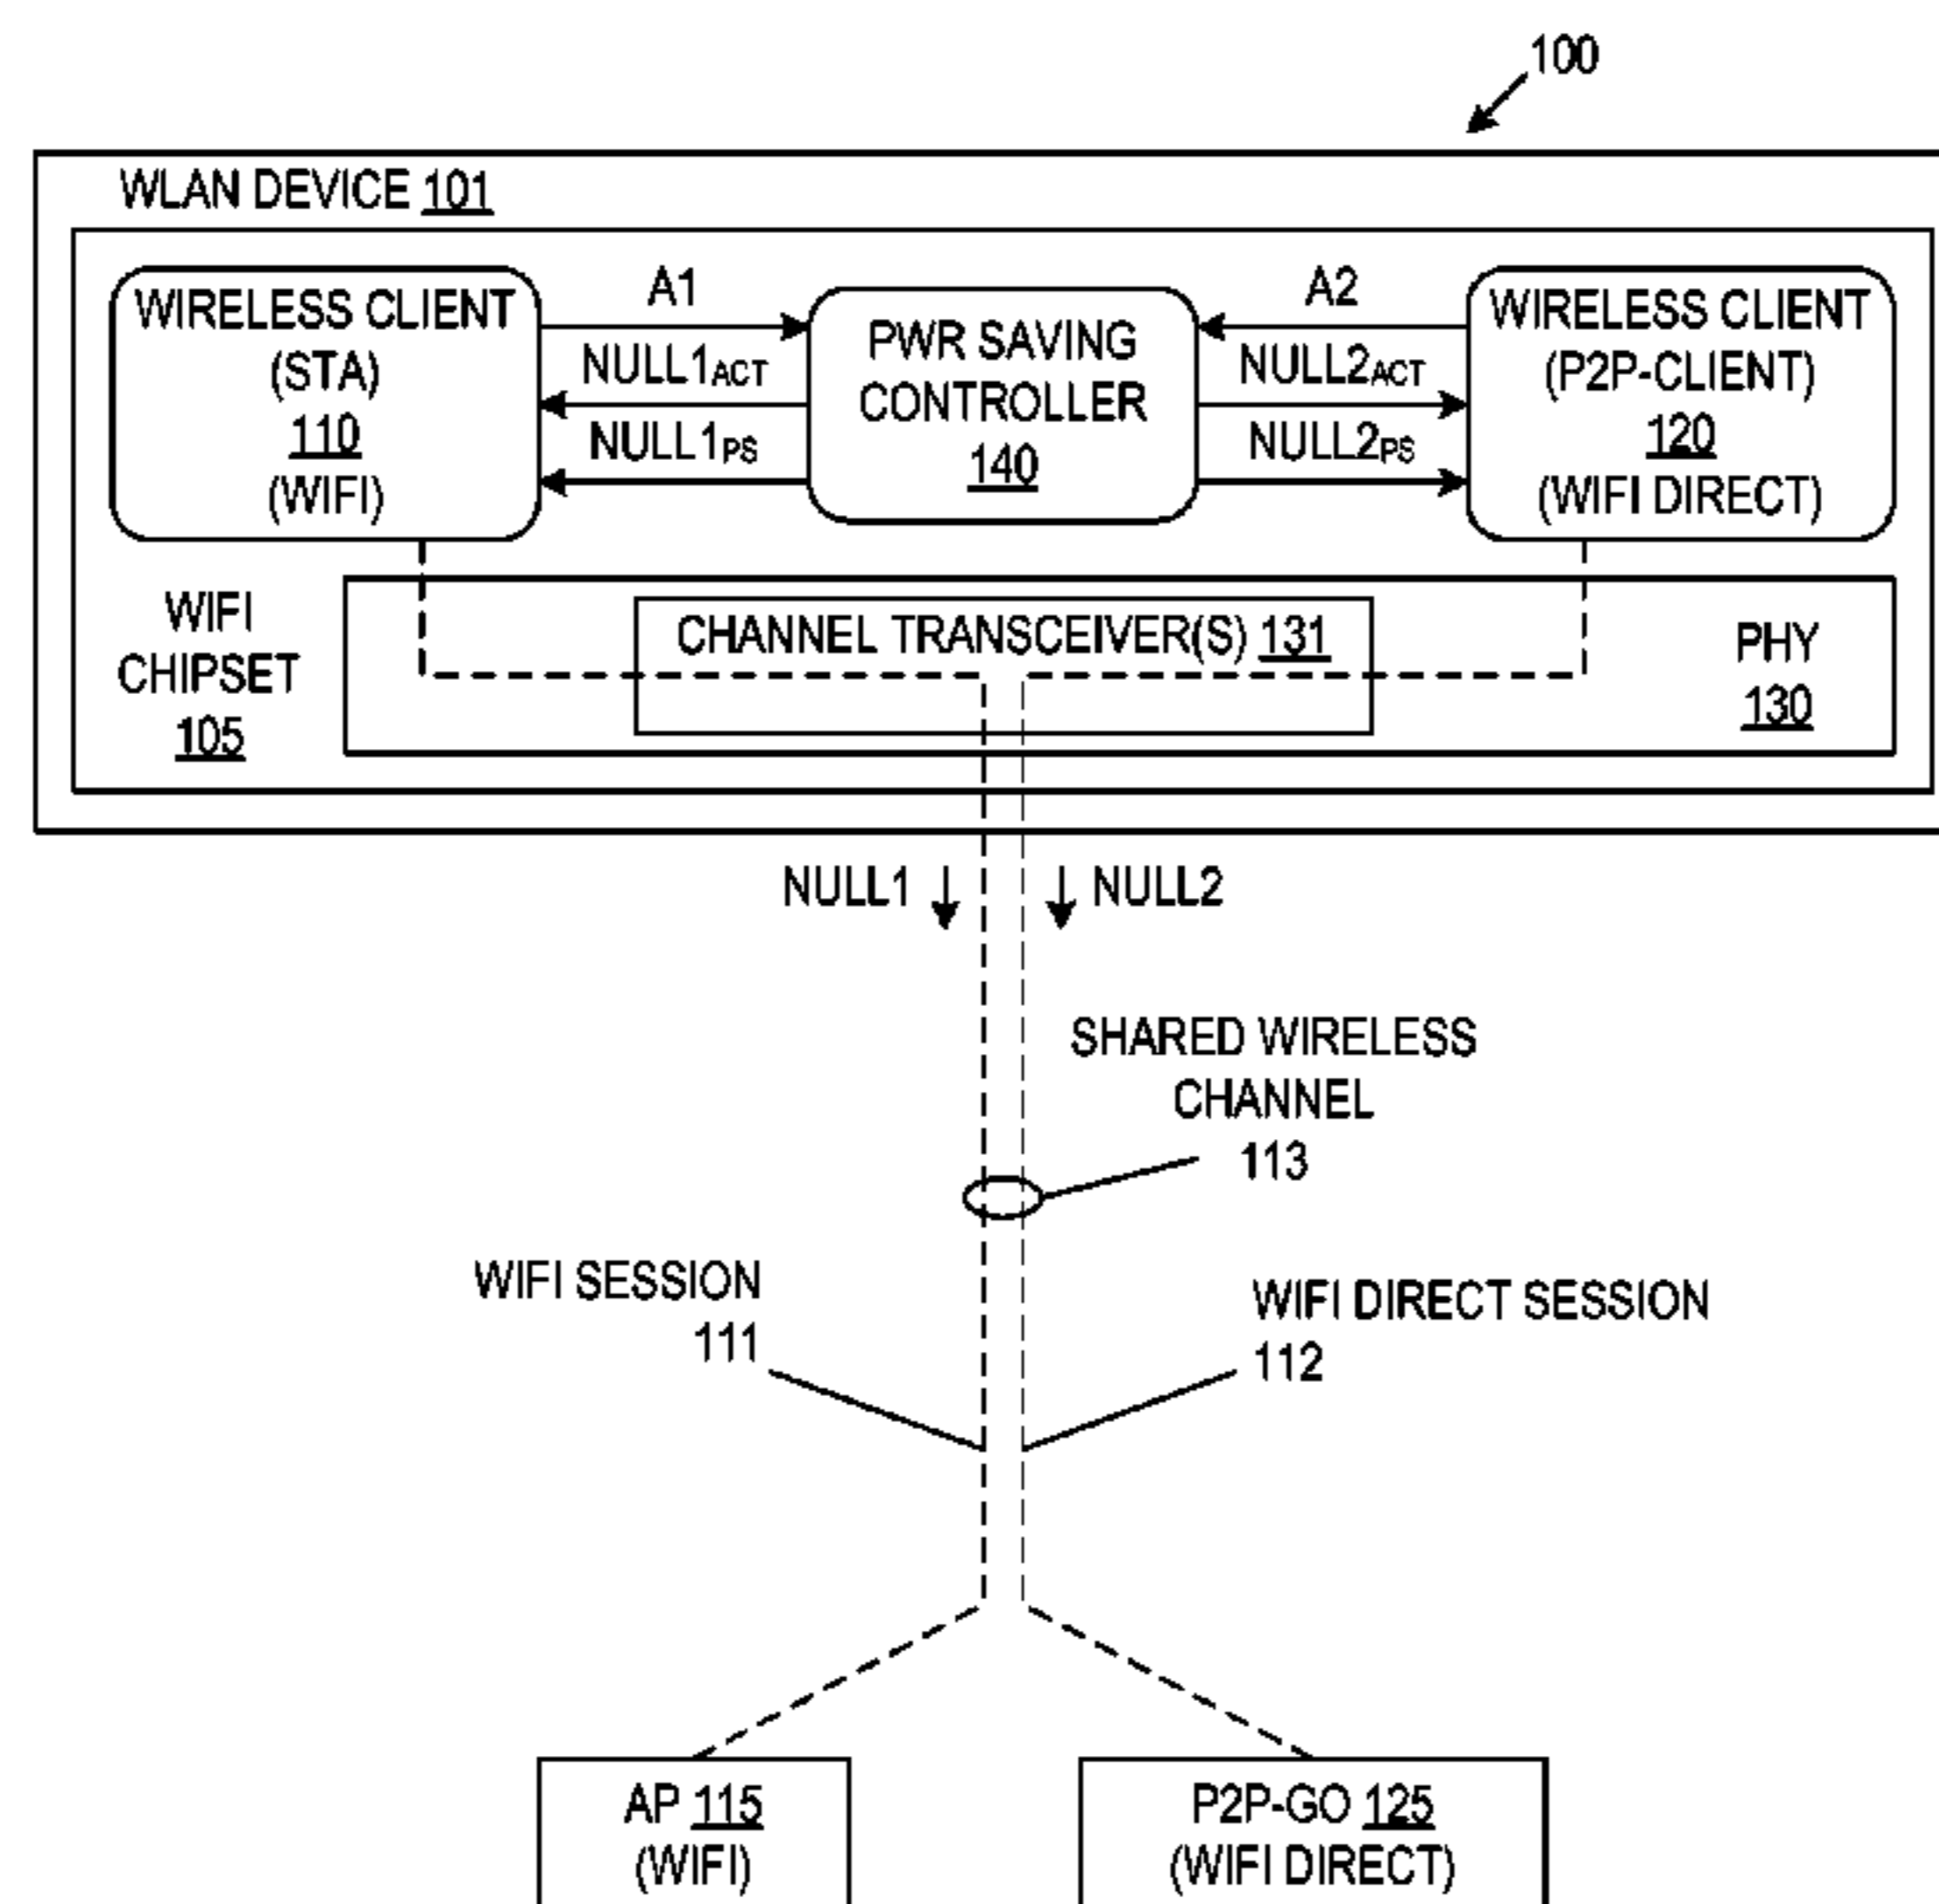 100
WLAN DEVICE 101
WIRELESS CLIENT
(STA)
110
(WIFI)
A1
NULL1ACT
NULL1PS
PWR SAVING
CONTROLLER
140
A2
NULL2ACT
NULL2PS
WIRELESS CLIENT
(P2P-CLIENT)
120
(WIFI DIRECT)
WIFI
CHIPSET
105
CHANNEL TRANSCEIVER(S) 131
PHY
130
NULL1
NULL2
SHARED WIRELESS
CHANNEL
113
WIFI SESSION
111
WIFI DIRECT SESSION
112
AP 115
(WIFI)
P2P-GO 125
(WIFI DIRECT)